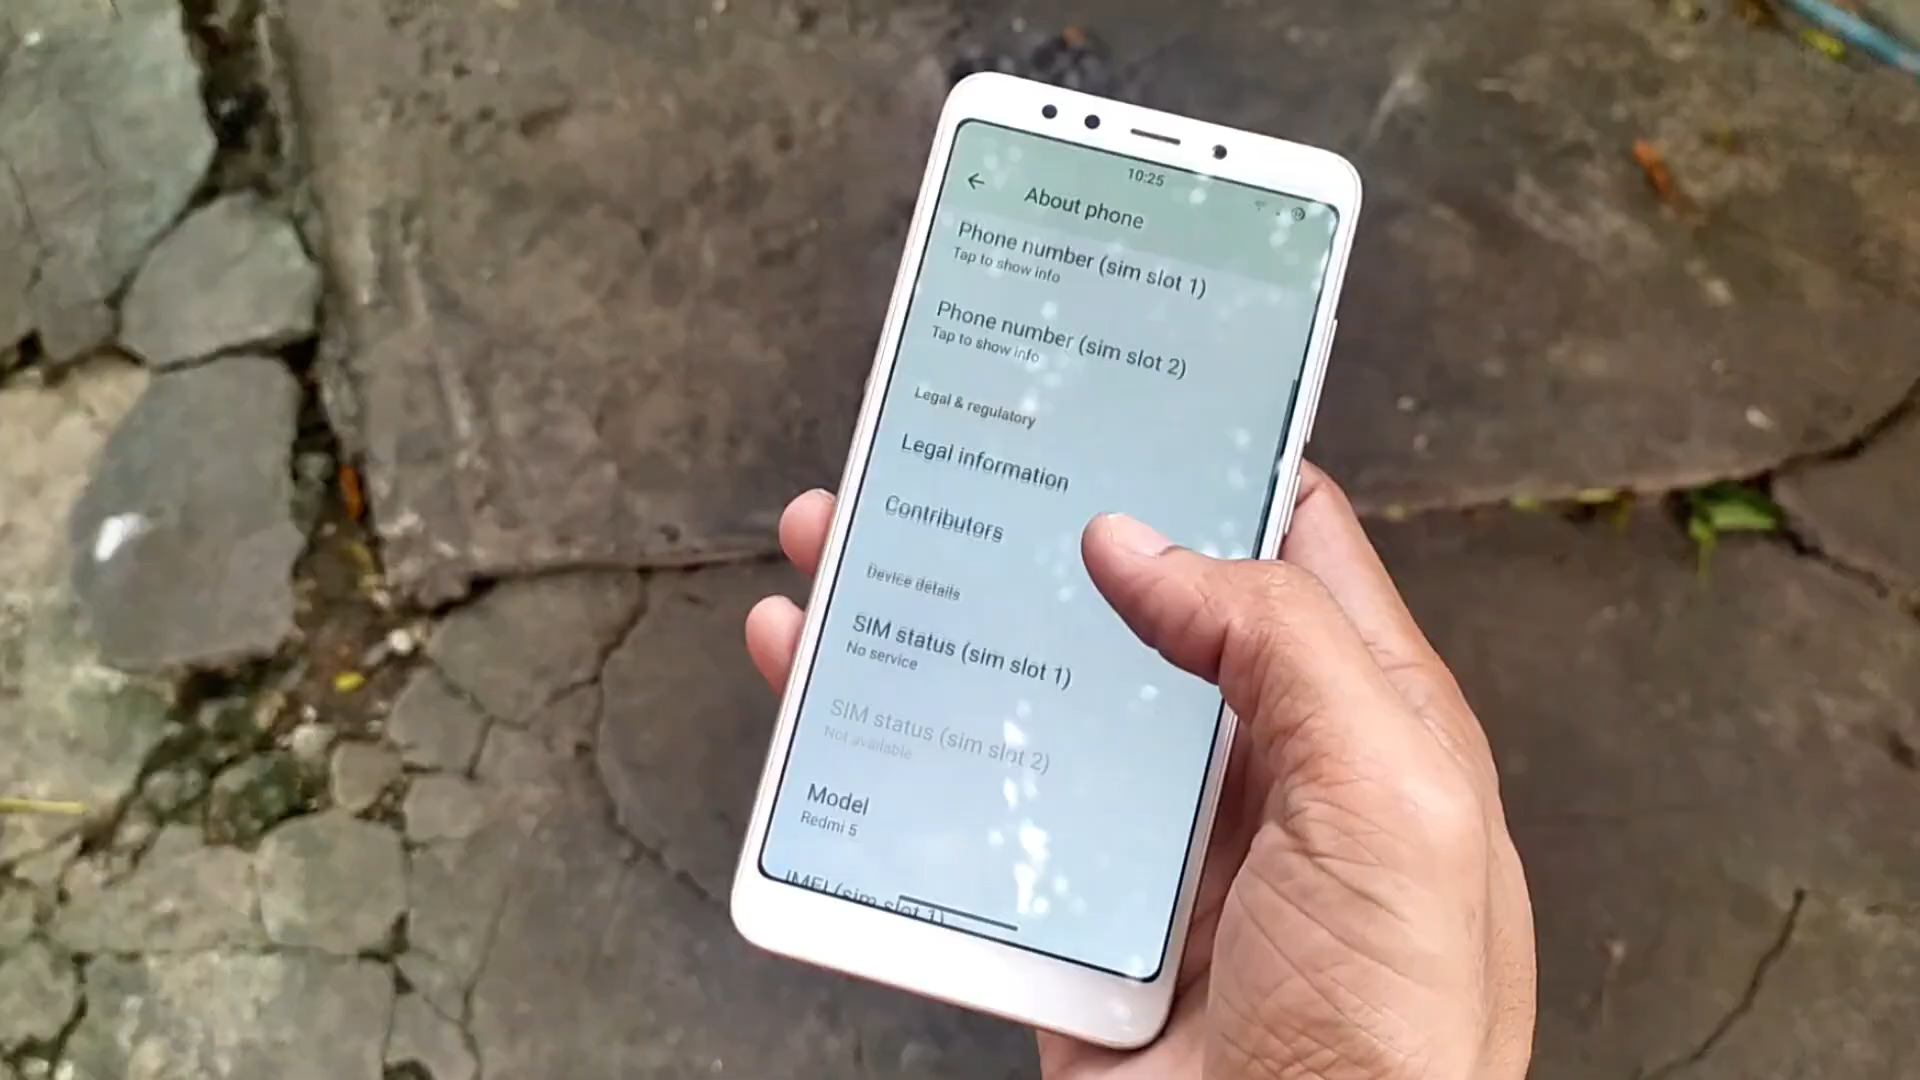 10:25
About phone
Phone number (sim slot 1)
Tap to show info
Phone number (sim slot 2)
Tap to show info
Legal & regulatory
Legal information
Contributors
Device details
SIM status (sim slot 1)
No service
SIM status (sim slot 2)
Not available
Model
Redmi 5
IMEI (sim slot 1)